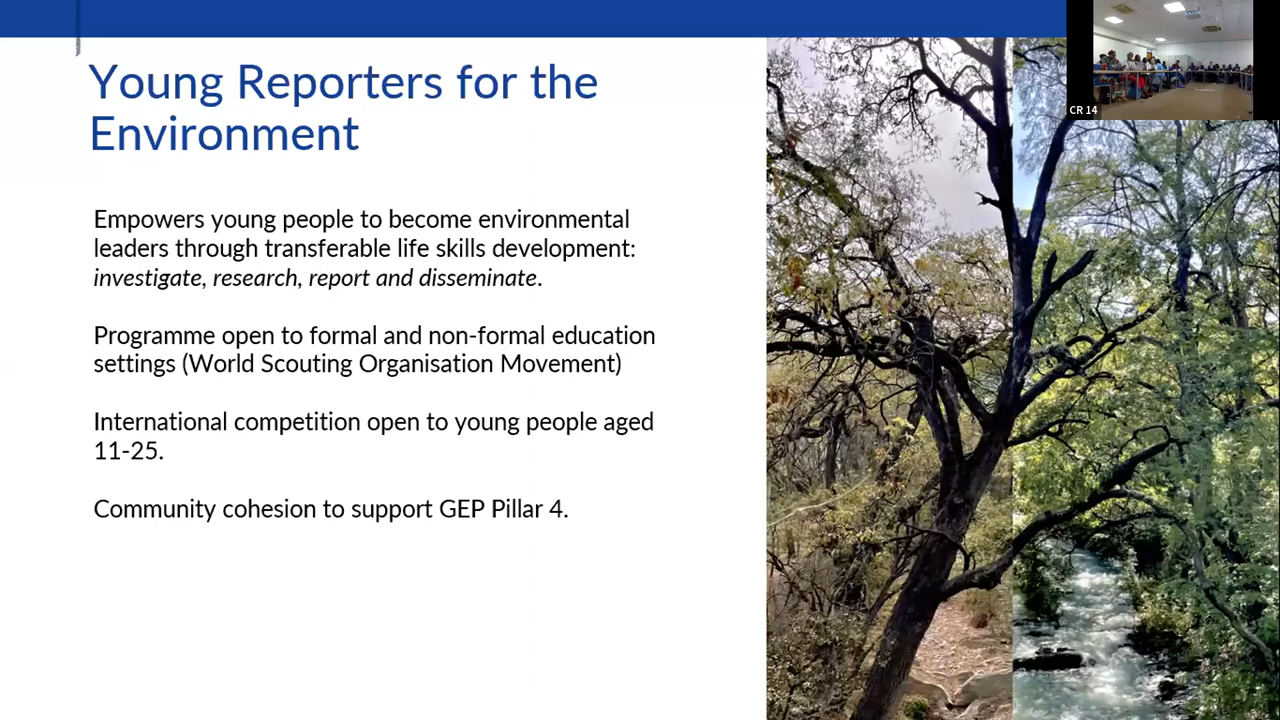 Young Reporters for the
Environment
Empowers young people to become environmental
leaders through transferable life skills development:
investigate, research, report and disseminate.
Programme open to formal and non-formal education
settings (World Scouting Organisation Movement)
International competition open to young people aged
11-25.
Community cohesion to support GEP Pillar 4.
CR 14